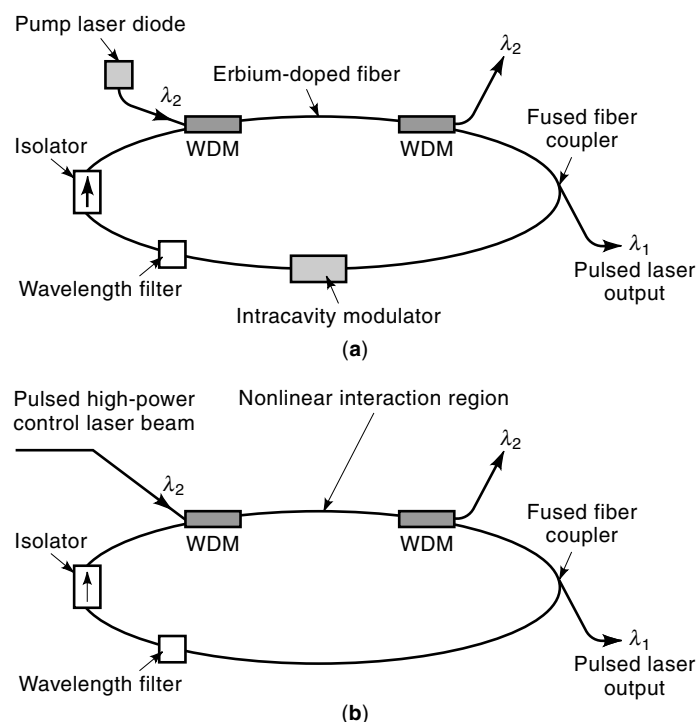 Pump laser diode
λ2
λ2
Erbium-doped fiber
Fused fiber
coupler
Isolator
WDM
WDM
λ1
Pulsed laser
output
Wavelength filter
Intracavity modulator
(a)
Pulsed high-power
control laser beam
Nonlinear interaction region
λ2
λ2
Fused fiber
coupler
Isolator
WDM
WDM
λ1
Pulsed laser
output
Wavelength filter
(b)